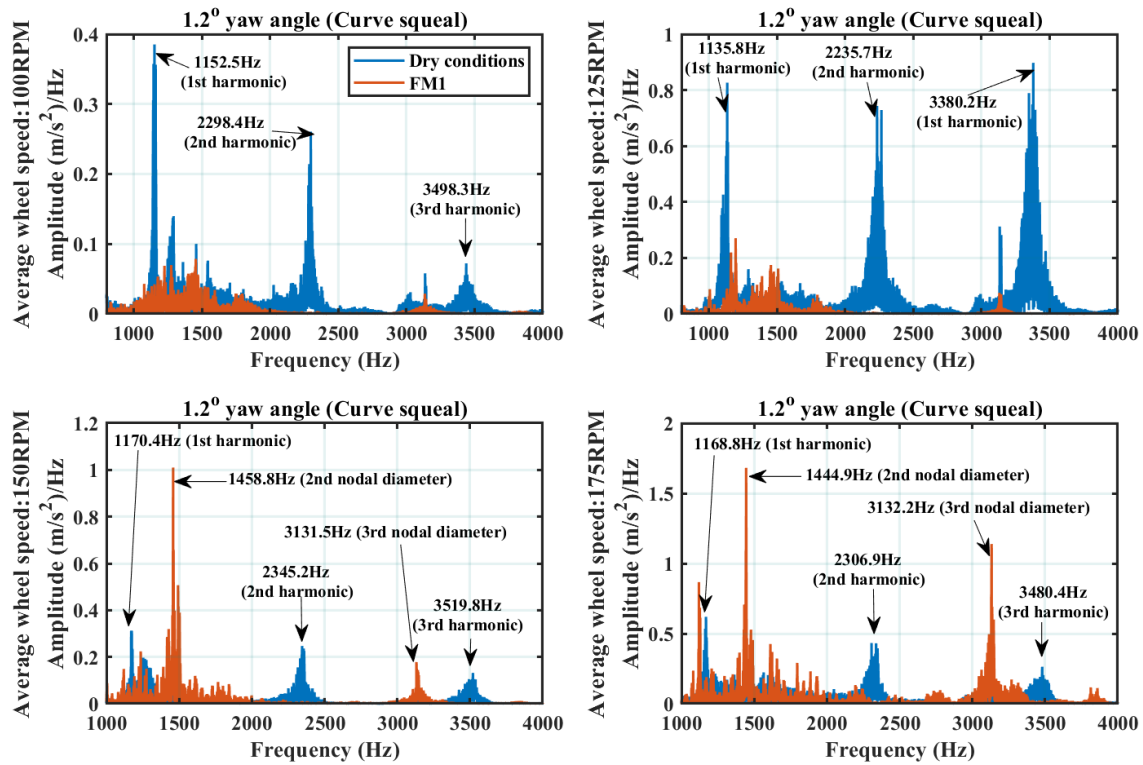 1.2° yaw angle (Curve squeal)
Average wheel speed:100RPM
Amplitude (m/s²)/Hz
0.4
0.3
0.2
0.1
0
1152.5Hz
(1st harmonic)
2298.4Hz
(2nd harmonic)
3498.3Hz
(3rd harmonic)
Dry conditions
FM1
1000 1500 2000 2500 3000 3500 4000
Frequency (Hz)
1.2° yaw angle (Curve squeal)
Average wheel speed:125RPM
Amplitude (m/s²)/Hz
1
0.8
0.6
0.4
0.2
0
1135.8Hz
(1st harmonic)
2235.7Hz
(2nd harmonic)
3380.2Hz
(1st harmonic)
1000 1500 2000 2500 3000 3500 4000
Frequency (Hz)
1.2° yaw angle (Curve squeal)
Average wheel speed:150RPM
Amplitude (m/s²)/Hz
1.2
1
0.8
0.6
0.4
0.2
0
1170.4Hz (1st harmonic)
1458.8Hz (2nd nodal diameter)
3131.5Hz (3rd nodal diameter)
2345.2Hz
(2nd harmonic)
3519.8Hz
(3rd harmonic)
1000 1500 2000 2500 3000 3500 4000
Frequency (Hz)
1.2° yaw angle (Curve squeal)
Average wheel speed:175RPM
Amplitude (m/s²)/Hz
2
1.5
1
0.5
0
1168.8Hz (1st harmonic)
1444.9Hz (2nd nodal diameter)
3132.2Hz (3rd nodal diameter)
2306.9Hz
(2nd harmonic)
3480.4Hz
(3rd harmonic)
1000 1500 2000 2500 3000 3500 4000
Frequency (Hz)